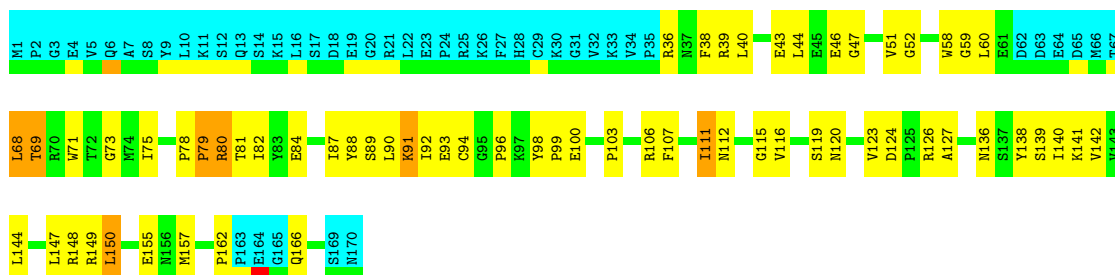 M1 P2 G3 E4 V5 Q6 A7 S8 Y9 L10 K11 S12 Q13 S14 K15 L16 S17 D18 E19 G20 R21 L22 E23 P24 R25 K26 F27 H28 C29 K30 G31 V32 K33 V34 P35 R36 N37 F38 R39 L40 E43 L44 E45 E46 G47 V51 G52 W58 G59 L60 E61 D62 D63 E64 D65 M66 T67
L68 T69 R70 W71 T72 G73 M74 I75 P78 P79 R80 T81 I82 Y83 E84 I87 Y88 S89 L90 K91 I92 E93 C94 G95 P96 K97 Y98 P99 E100 P103 R106 F107 I111 N112 G115 V116 S119 N120 V123 D124 P125 R126 A127 N136 S137 Y138 S139 I140 K141 V142 V143
L144 L147 R148 R149 L150 E155 N156 M157 P162 P163 E164 G165 Q166 S169 N170